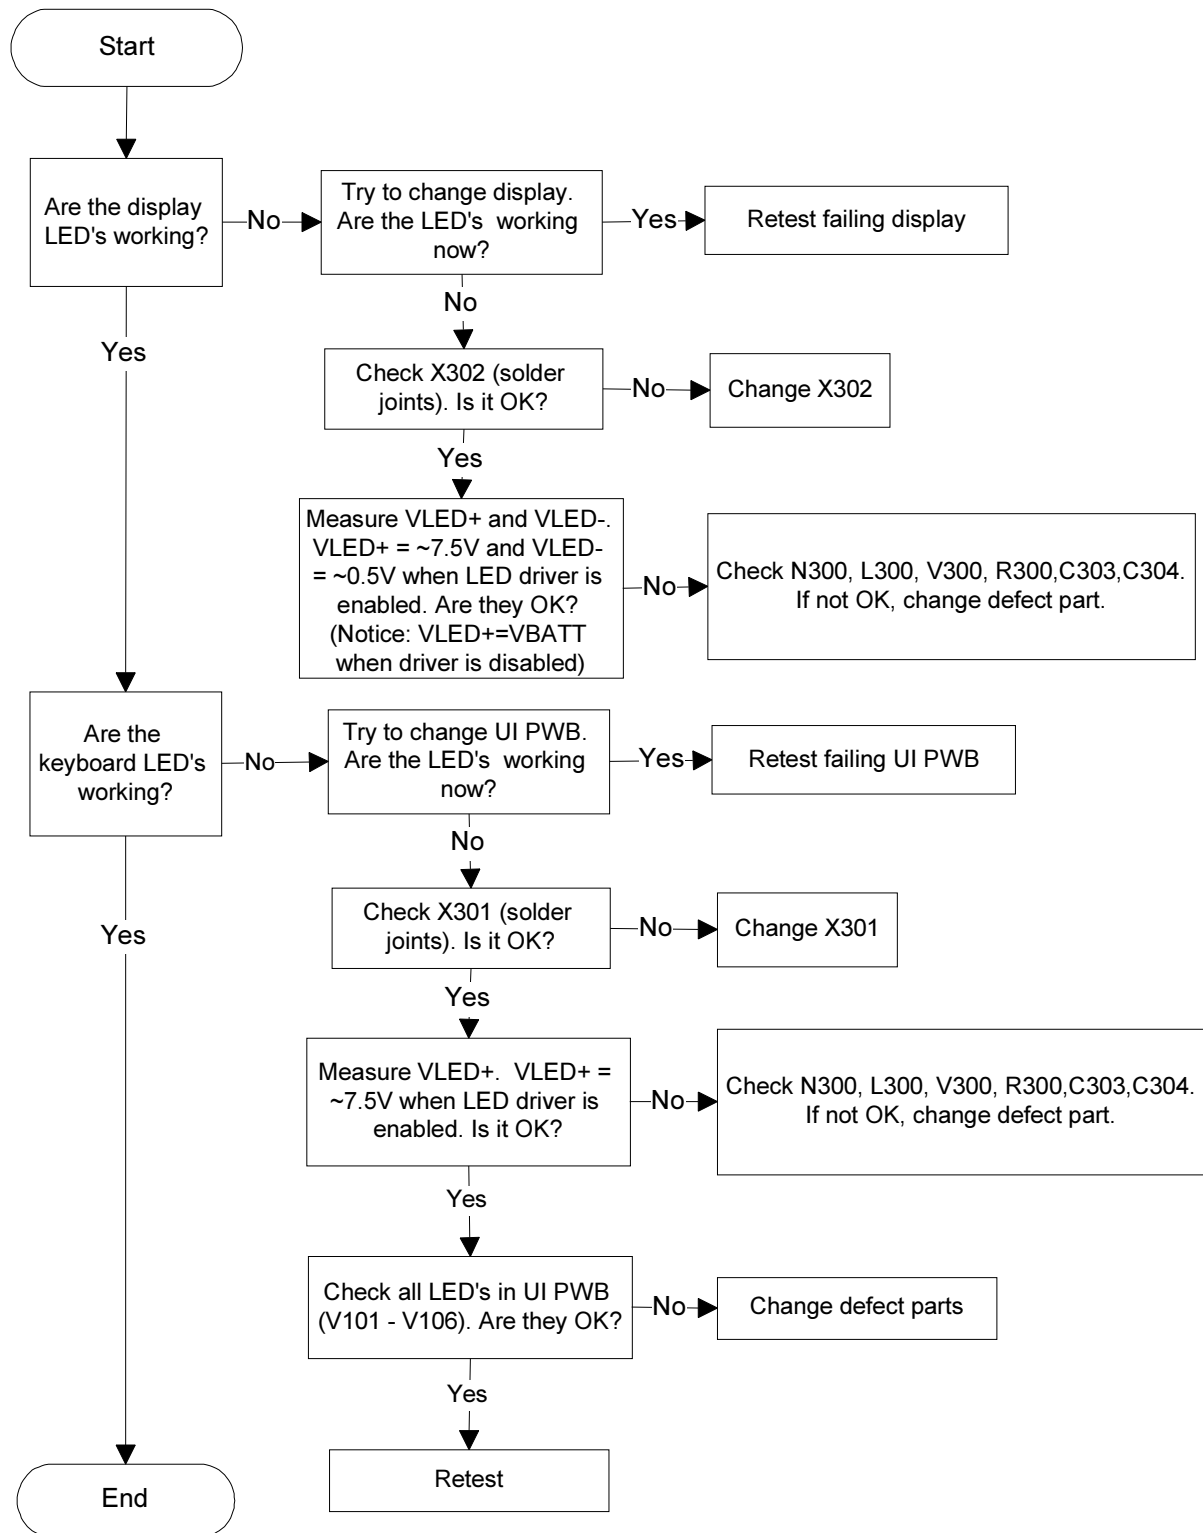 Start
Are the display
LED's working?
No
Try to change display.
Are the LED's  working
now?
Yes
Retest failing display
No
Yes
Check X302 (solder
joints). Is it OK?
No
Change X302
Yes
Measure VLED+ and VLED-.
VLED+ = ~7.5V and VLED-
= ~0.5V when LED driver is
enabled. Are they OK?
(Notice: VLED+=VBATT
when driver is disabled)
No
Check N300, L300, V300, R300,C303,C304.
If not OK, change defect part.
Are the
keyboard LED's
working?
No
Try to change UI PWB.
Are the LED's  working
now?
Yes
Retest failing UI PWB
No
Check X301 (solder
joints). Is it OK?
No
Change X301
Yes
Yes
Measure VLED+.  VLED+ =
~7.5V when LED driver is
enabled. Is it OK?
No
Check N300, L300, V300, R300,C303,C304.
If not OK, change defect part.
Yes
Check all LED's in UI PWB
(V101 - V106). Are they OK?
No
Change defect parts
Yes
Retest
End